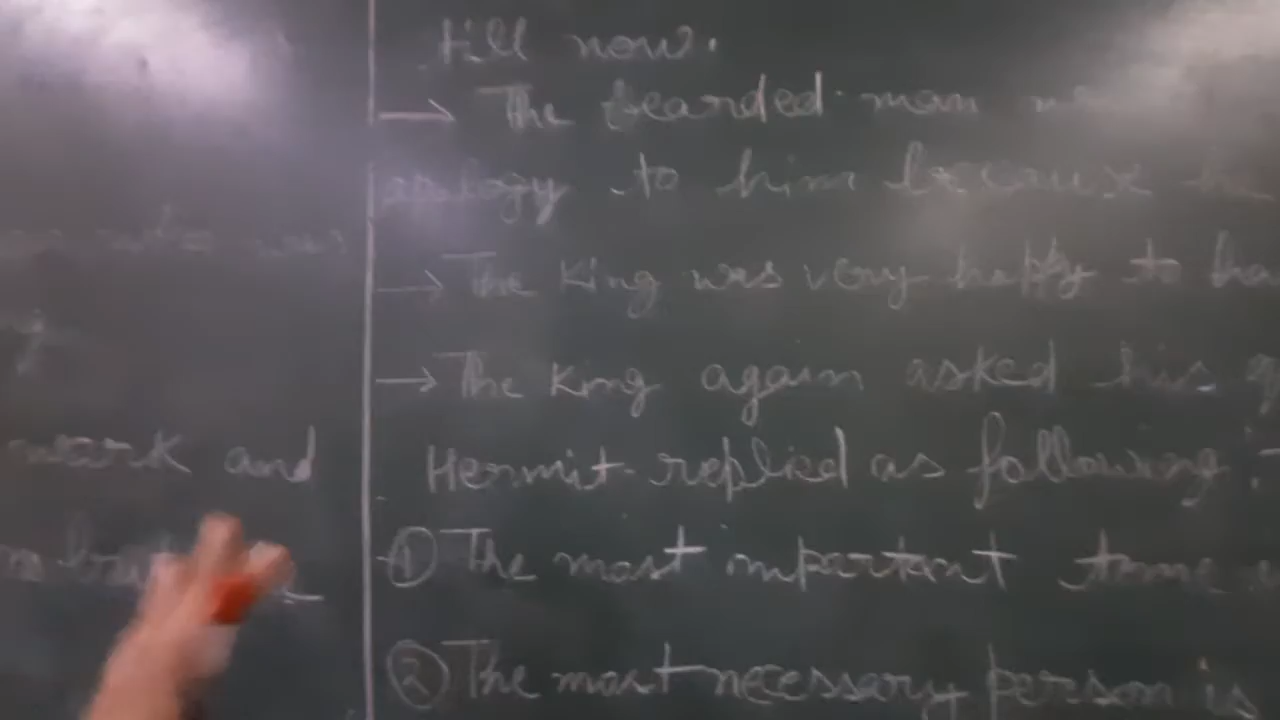 till now.
→ The bearded man
apology to him because
→ The King was very happy to
→ The King again asked his
Hermit replied as following :
work and
① The most important time
② The most necessary person is